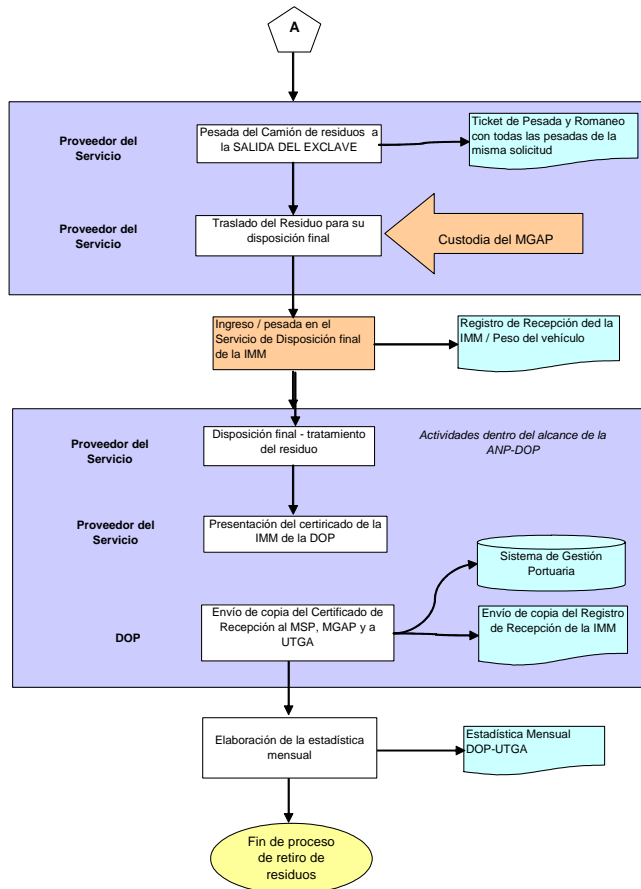 A
Proveedor del
Servicio
Pesada del Camión de residuos a
la SALIDA DEL EXCLAVE
Ticket de Pesada y Romaneo
con todas las pesadas de la
misma solicitud
Proveedor del
Servicio
Traslado del Residuo para su
disposición final
Custodia del MGAP
Ingreso / pesada en el
Servicio de Disposición final
de la IMM
Registro de Recepción ded la
IMM / Peso del vehículo
Proveedor del
Servicio
Disposición final - tratamiento
del residuo
Actividades dentro del alcance de la
ANP-DOP
Proveedor del
Servicio
Presentación del certiricado de la
IMM de la DOP
Sistema de Gestión
Portuaria
DOP
Envío de copia del Certificado de
Recepción al MSP, MGAP y a
UTGA
Envío de copia del Registro
de Recepción de la IMM
Elaboración de la estadística
mensual
Estadística Mensual
DOP-UTGA
Fin de proceso
de retiro de
residuos